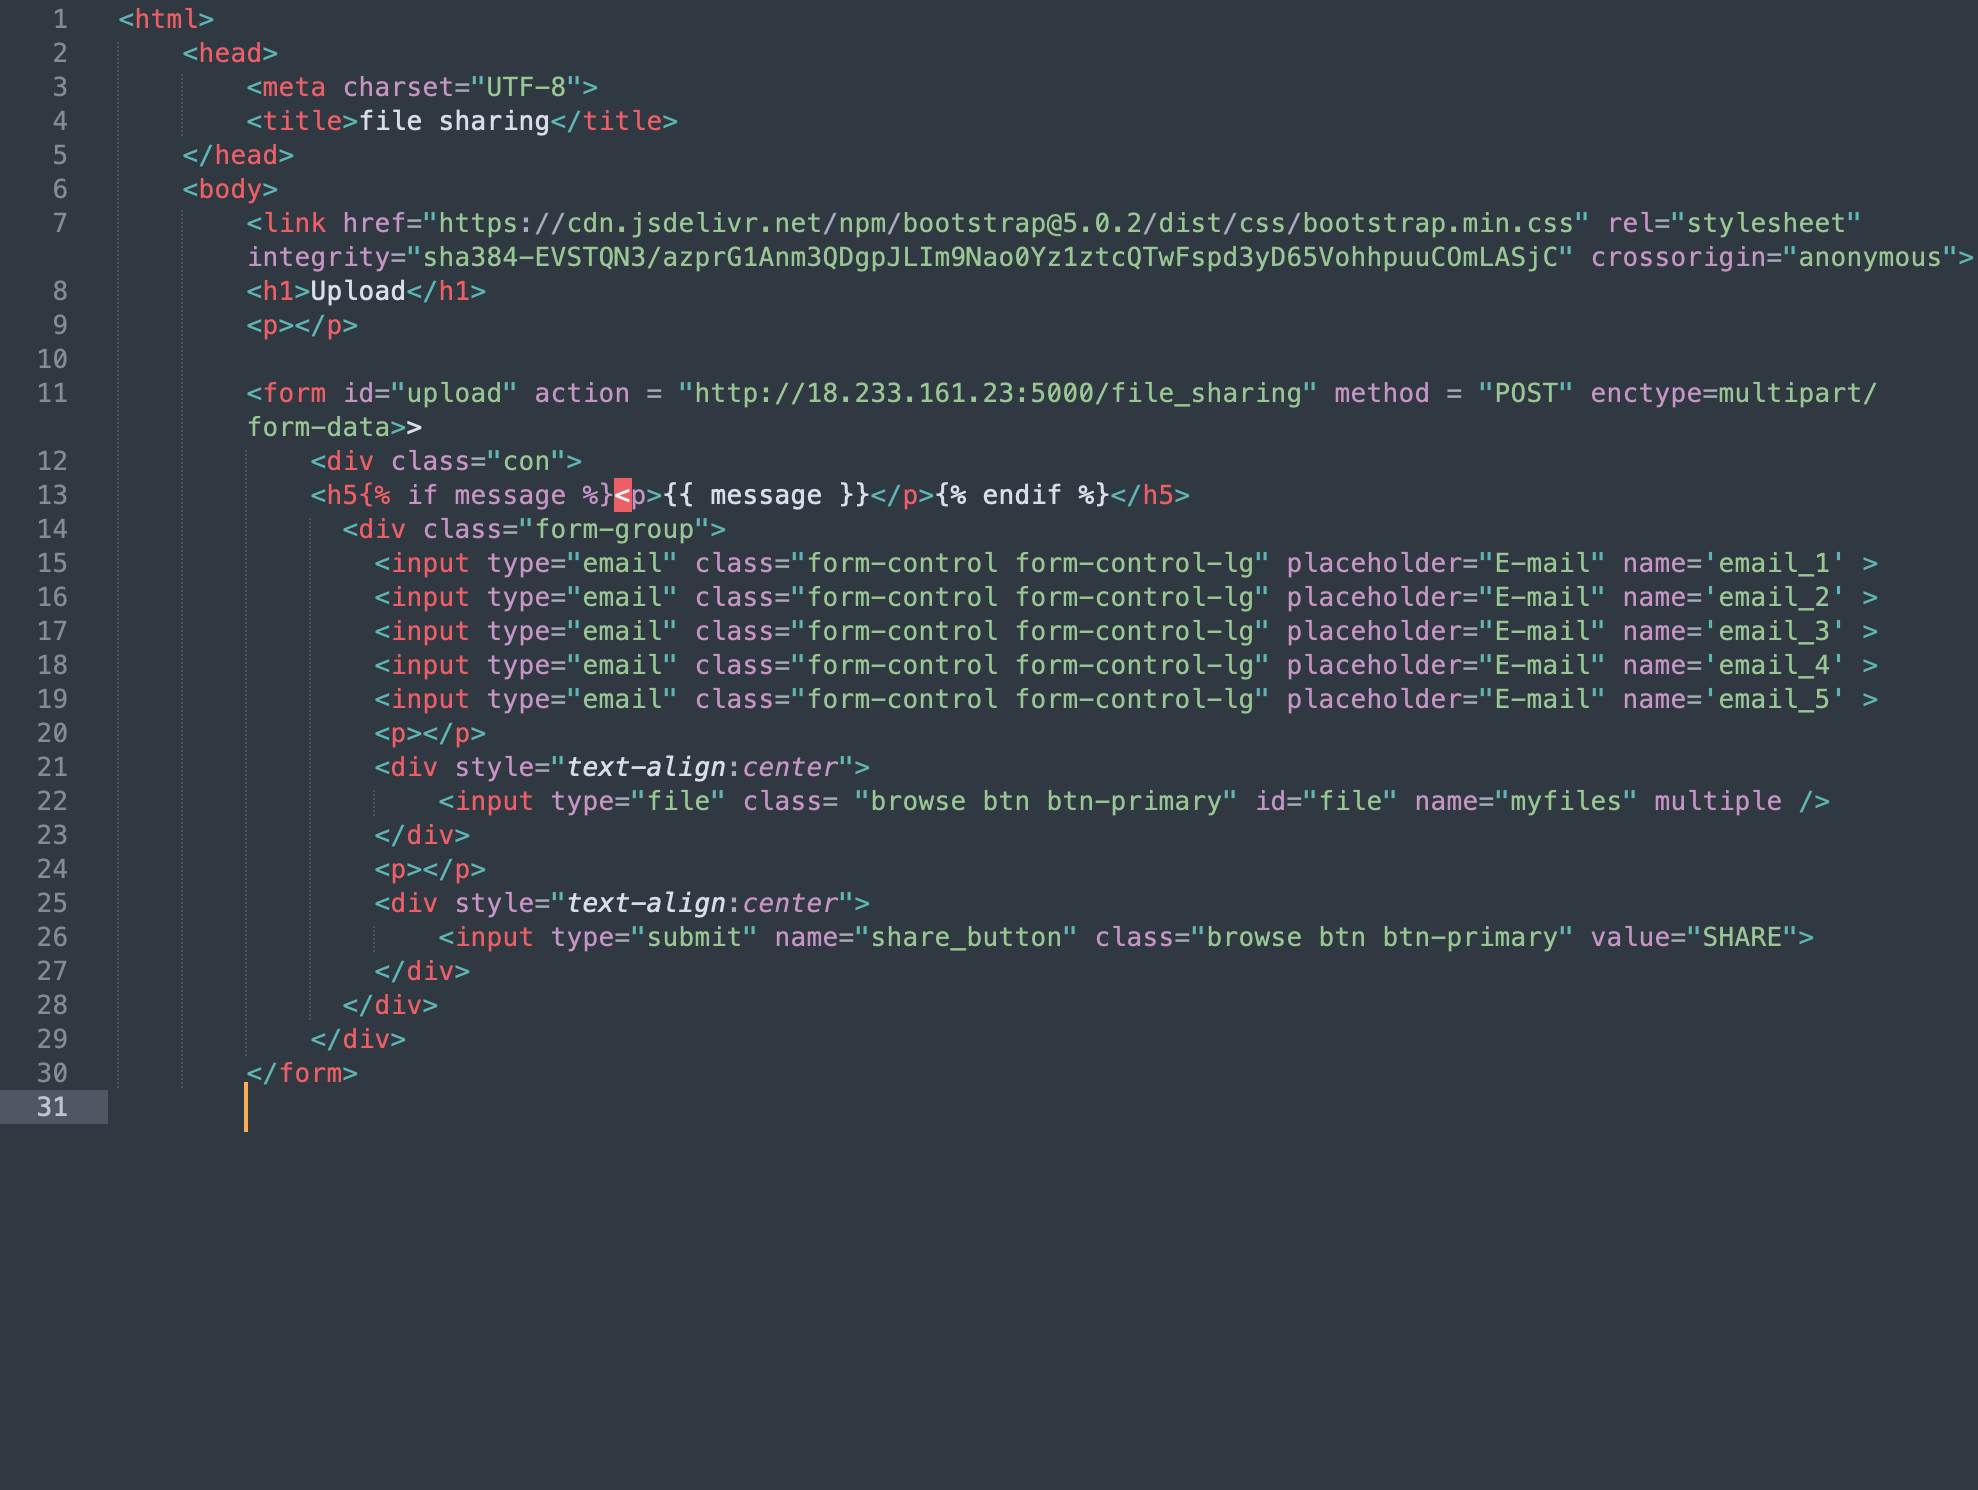 1 <html>
2 <head>
3 <meta charset="UTF-8">
4 <title>file sharing</title>
5 </head>
6 <body>
7 <link href="https://cdn.jsdelivr.net/npm/bootstrap@5.0.2/dist/css/bootstrap.min.css" rel="stylesheet"
integrity="sha384-EVSTQN3/azprG1Anm3QDgpJLIm9Nao0Yz1ztcQTwFspd3yD65VohhpuuCOmLASjC" crossorigin="anonymous">
8 <h1>Upload</h1>
9 <p></p>
10
11 <form id="upload" action = "http://18.233.161.23:5000/file_sharing" method = "POST" enctype=multipart/
form-data>>
12 <div class="con">
13 <h5{% if message %}<p>{{ message }}</p>{% endif %}</h5>
14 <div class="form-group">
15 <input type="email" class="form-control form-control-lg" placeholder="E-mail" name='email_1' >
16 <input type="email" class="form-control form-control-lg" placeholder="E-mail" name='email_2' >
17 <input type="email" class="form-control form-control-lg" placeholder="E-mail" name='email_3' >
18 <input type="email" class="form-control form-control-lg" placeholder="E-mail" name='email_4' >
19 <input type="email" class="form-control form-control-lg" placeholder="E-mail" name='email_5' >
20 <p></p>
21 <div style="text-align:center">
22 <input type="file" class= "browse btn btn-primary" id="file" name="myfiles" multiple />
23 </div>
24 <p></p>
25 <div style="text-align:center">
26 <input type="submit" name="share_button" class="browse btn btn-primary" value="SHARE">
27 </div>
28 </div>
29 </div>
30 </form>
31